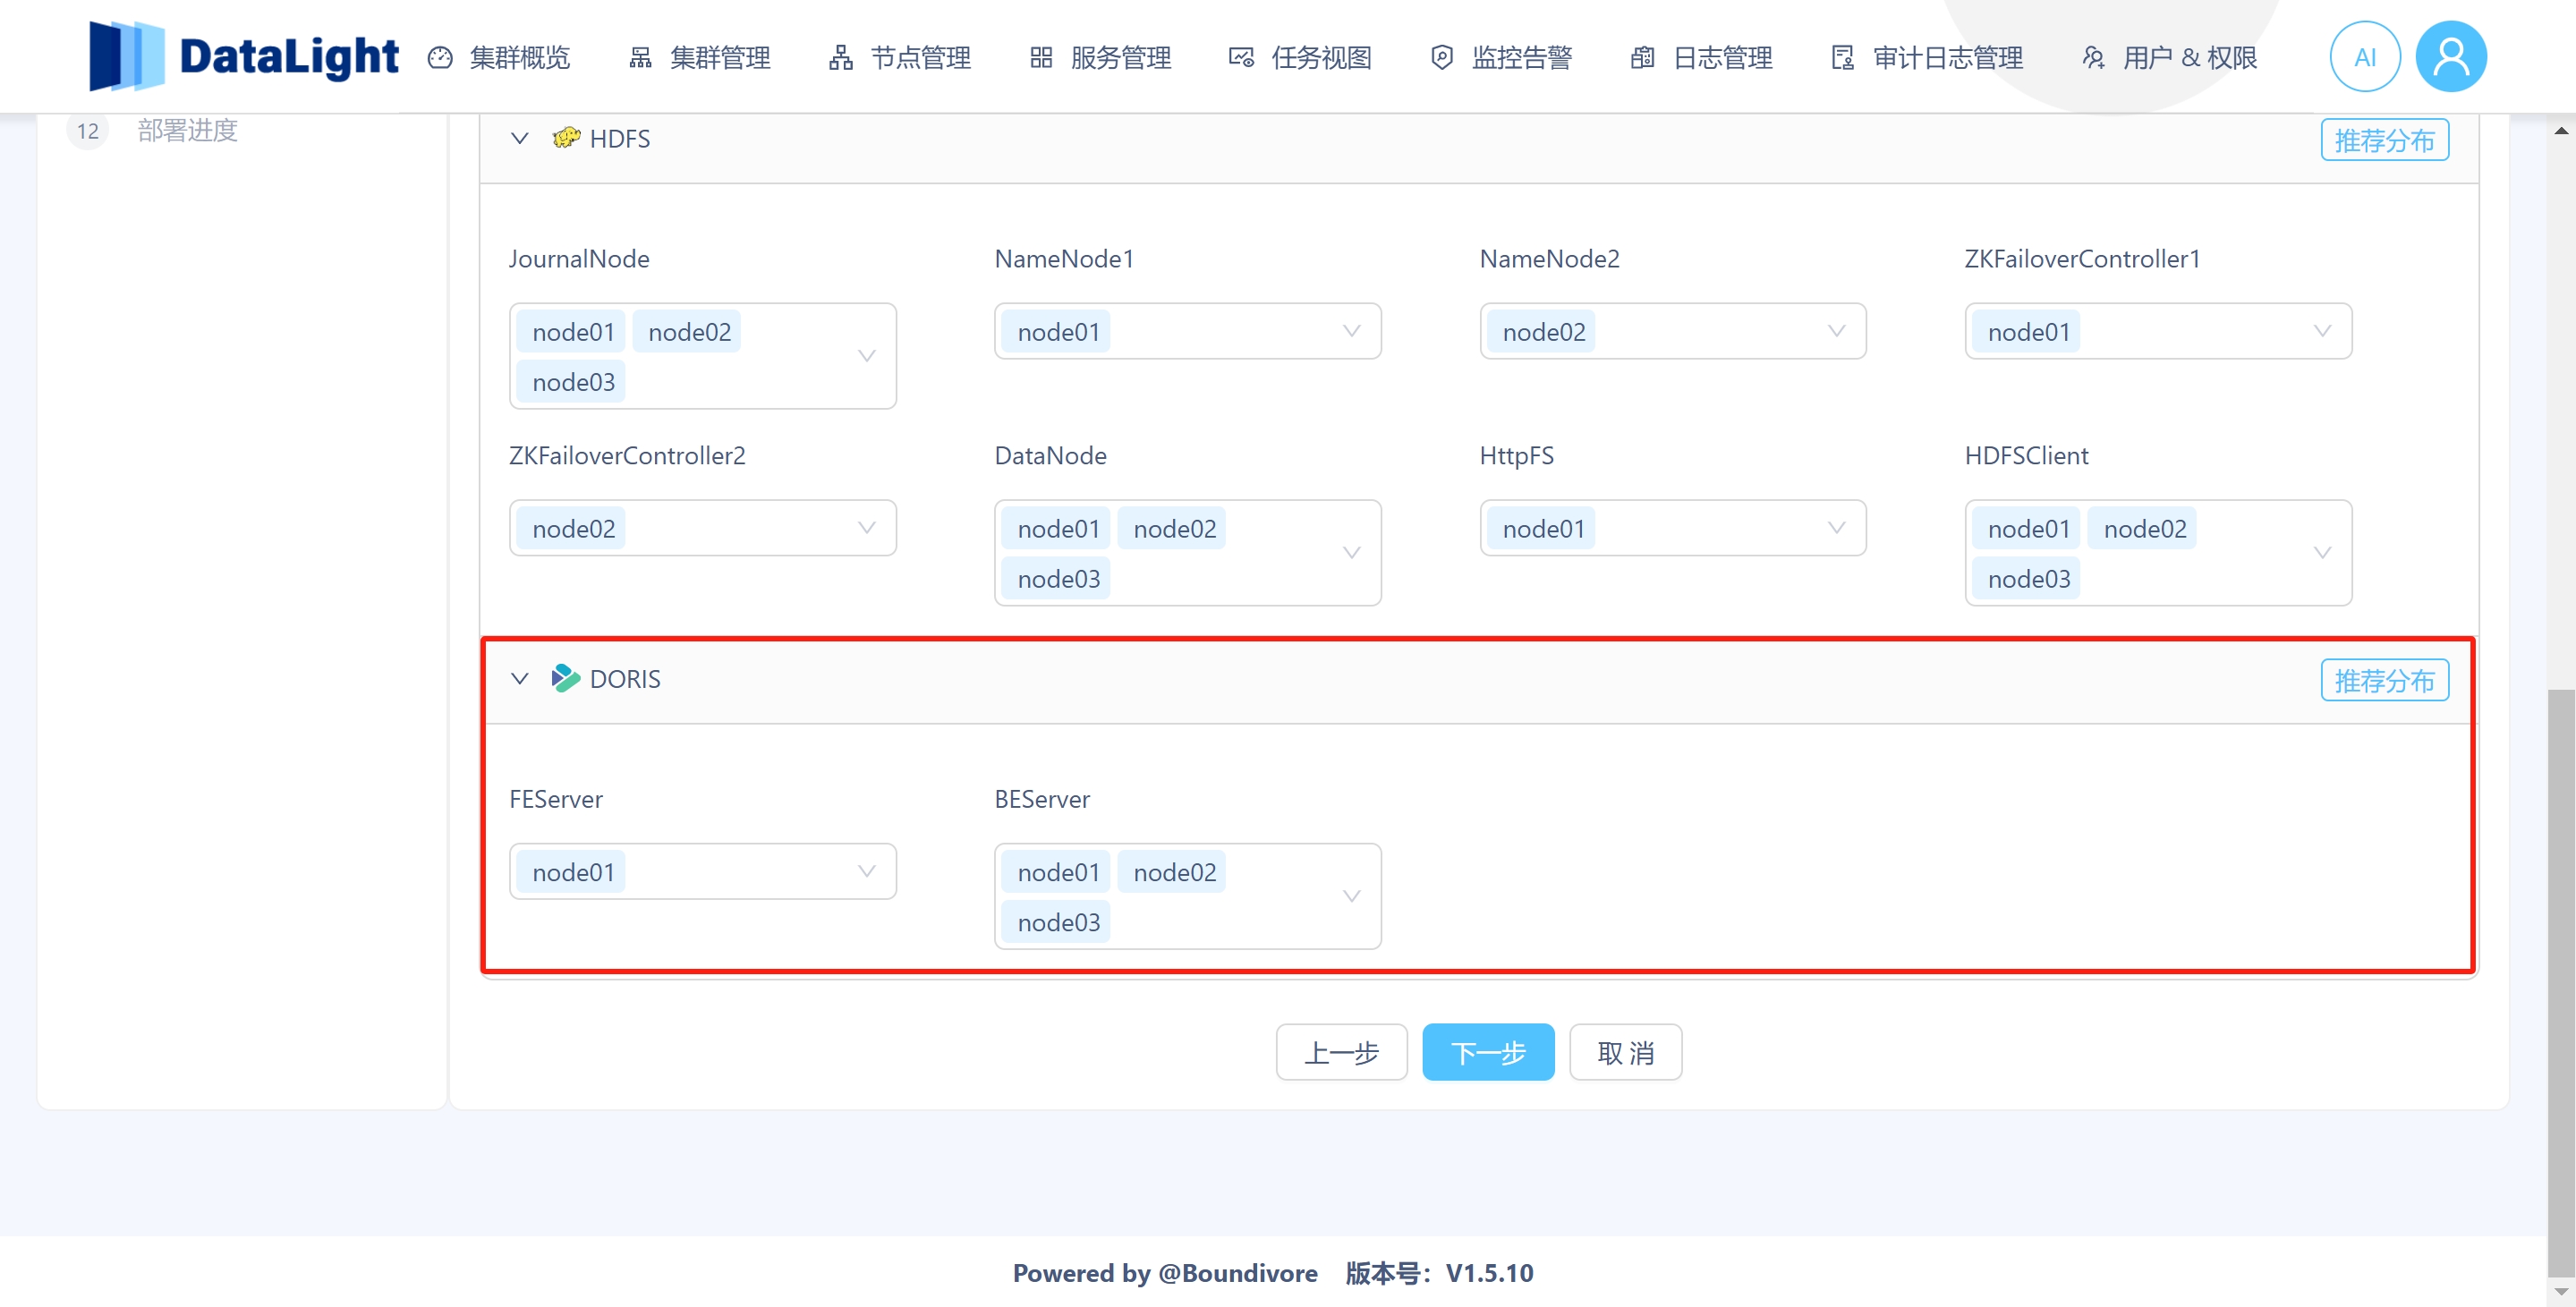 DataLight 集群概览 集群管理 节点管理 服务管理 任务视图 监控告警 日志管理 审计日志管理 用户 & 权限 AI
12 部署进度
HDFS 推荐分布
JournalNode NameNode1 NameNode2 ZKFailoverController1
node01 node02 node01 node02 node01
node03
ZKFailoverController2 DataNode HttpFS HDFSClient
node02 node01 node02 node01 node01 node02
node03 node03
DORIS 推荐分布
FEServer BEServer
node01 node01 node02
node03
上一步 下一步 取 消
Powered by @Boundivore 版本号：V1.5.10